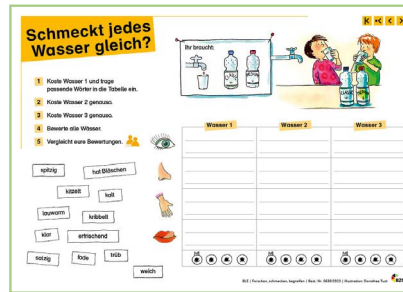 Schmeckt jedes
Wasser gleich?
1 Koste Wasser 1 und trage
passende Wörter in die Tabelle ein.
2 Koste Wasser 2 genauso.
3 Koste Wasser 3 genauso.
4 Bewerte alle Wässer.
5 Vergleicht eure Bewertungen.
Ihr braucht:
Wasser 1
Wasser 2
Wasser 3
spitzig
hat Bläschen
kitzelt
kalt
lauwarm
kribbelt
klar
erfrischend
salzig
fade
trüb
weich